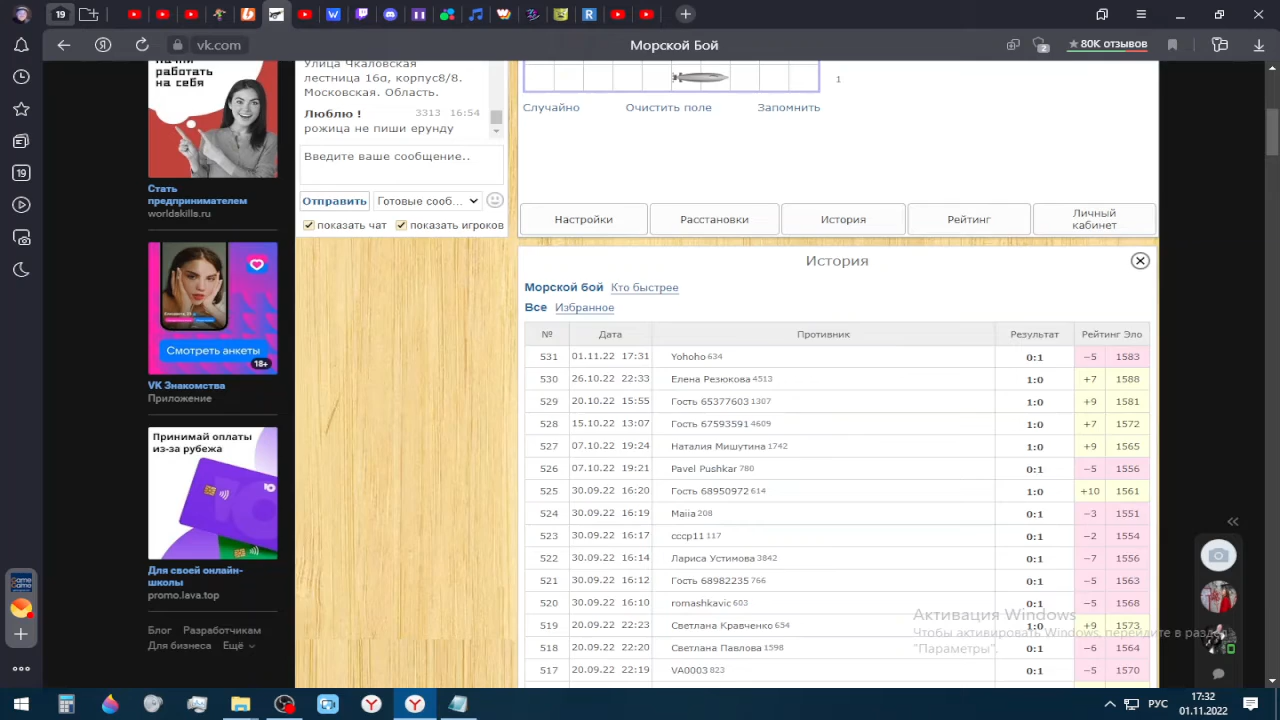 19
vk.com
Морской Бой
★ 80К отзывов
2
19
начни
работать
на себя
Стать
предпринимателем
worldskills.ru
Смотреть анкеты
18+
VK Знакомства
Приложение
Принимай оплаты
из-за рубежа
Для своей онлайн-
школы
promo.lava.top
Блог Разработчикам
Для бизнеса Ещё
Улица Чкаловская
лестница 16а, корпус8/8.
Московская. Область.
Люблю ! 3313 16:54
рожица не пиши ерунду
Введите ваше сообщение..
Отправить Готовые сооб...
показать чат показать игроков
1
Случайно Очистить поле Запомнить
Настройки Расстановки История Рейтинг Личный кабинет
История
Морской бой Кто быстрее
Все Избранное
№ Дата Противник Результат Рейтинг Эло
531 01.11.22 17:31 Yohoho 634 0:1 −5 1583
530 26.10.22 22:33 Елена Резюкова 4513 1:0 +7 1588
529 20.10.22 15:55 Гость 65377603 1307 1:0 +9 1581
528 15.10.22 13:07 Гость 67593591 4609 1:0 +7 1572
527 07.10.22 19:24 Наталия Мишутина 1742 1:0 +9 1565
526 07.10.22 19:21 Pavel Pushkar 780 0:1 −5 1556
525 30.09.22 16:20 Гость 68950972 614 1:0 +10 1561
524 30.09.22 16:19 Maiia 208 0:1 −3 1551
523 30.09.22 16:17 сссp11 117 0:1 −2 1554
522 30.09.22 16:14 Лариса Устимова 3842 0:1 −7 1556
521 30.09.22 16:12 Гость 68982235 766 0:1 −5 1563
520 30.09.22 16:10 romashkavic 603 0:1 −5 1568
519 20.09.22 22:23 Светлана Кравченко 654 1:0 +9 1573
518 20.09.22 22:20 Светлана Павлова 1598 0:1 −6 1564
517 20.09.22 22:19 VA0003 823 0:1 −5 1570
Активация Windows
Чтобы активировать Windows, перейдите в раздел
"Параметры".
РУС
17:32
01.11.2022